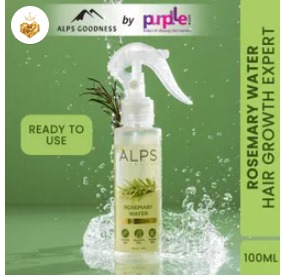 ALPS GOODNESS
by
purplle
READY TO
USE
ALPS
ROSEMARY
WATER
ROSEMARY WATER
HAIR GROWTH EXPERT
100ML